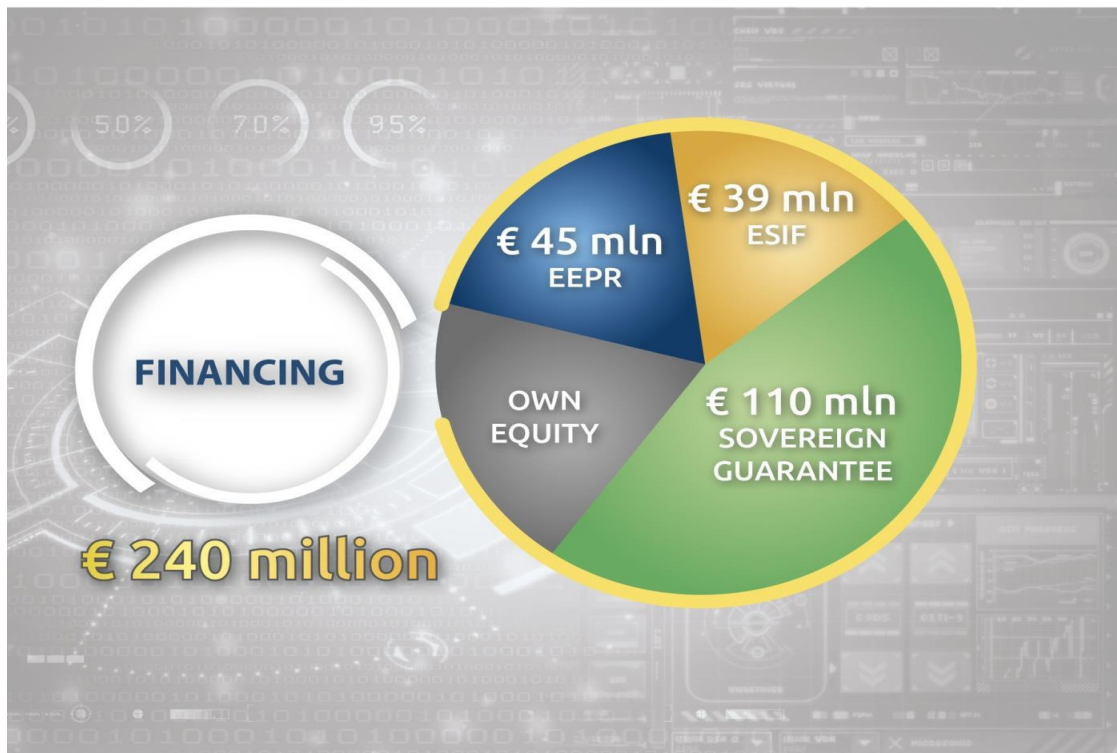 50%
70%
95%
FINANCING
€ 240 million
€ 45 mln
EEPR
€ 39 mln
ESIF
OWN
EQUITY
€ 110 mln
SOVEREIGN
GUARANTEE